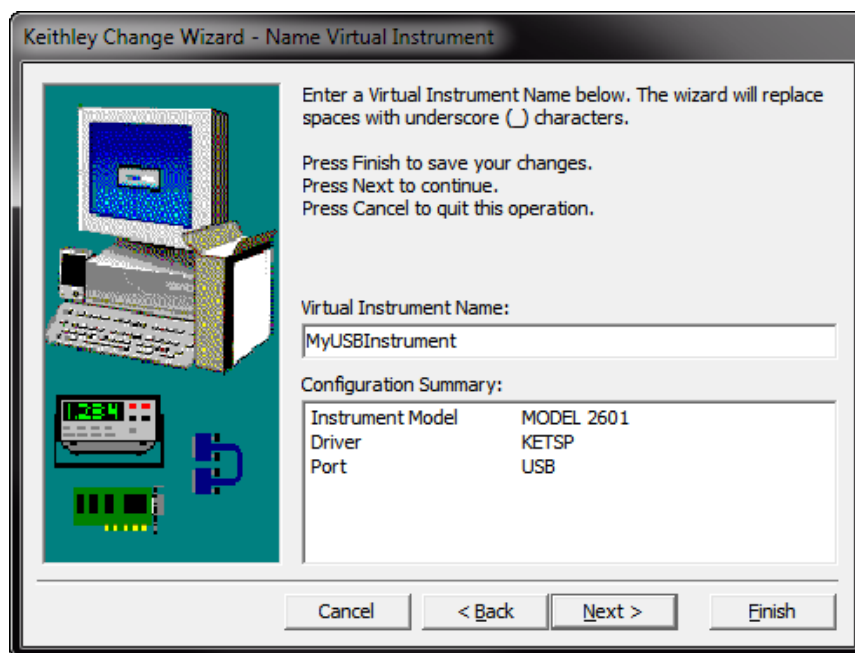 Keithley Change Wizard - Name Virtual Instrument
Enter a Virtual Instrument Name below. The wizard will replace
spaces with underscore (_) characters.
Press Finish to save your changes.
Press Next to continue.
Press Cancel to quit this operation.
Virtual Instrument Name:
MyUSBInstrument
Configuration Summary:
Instrument Model MODEL 2601
Driver KETSP
Port USB
1.234
Cancel < Back Next > Finish